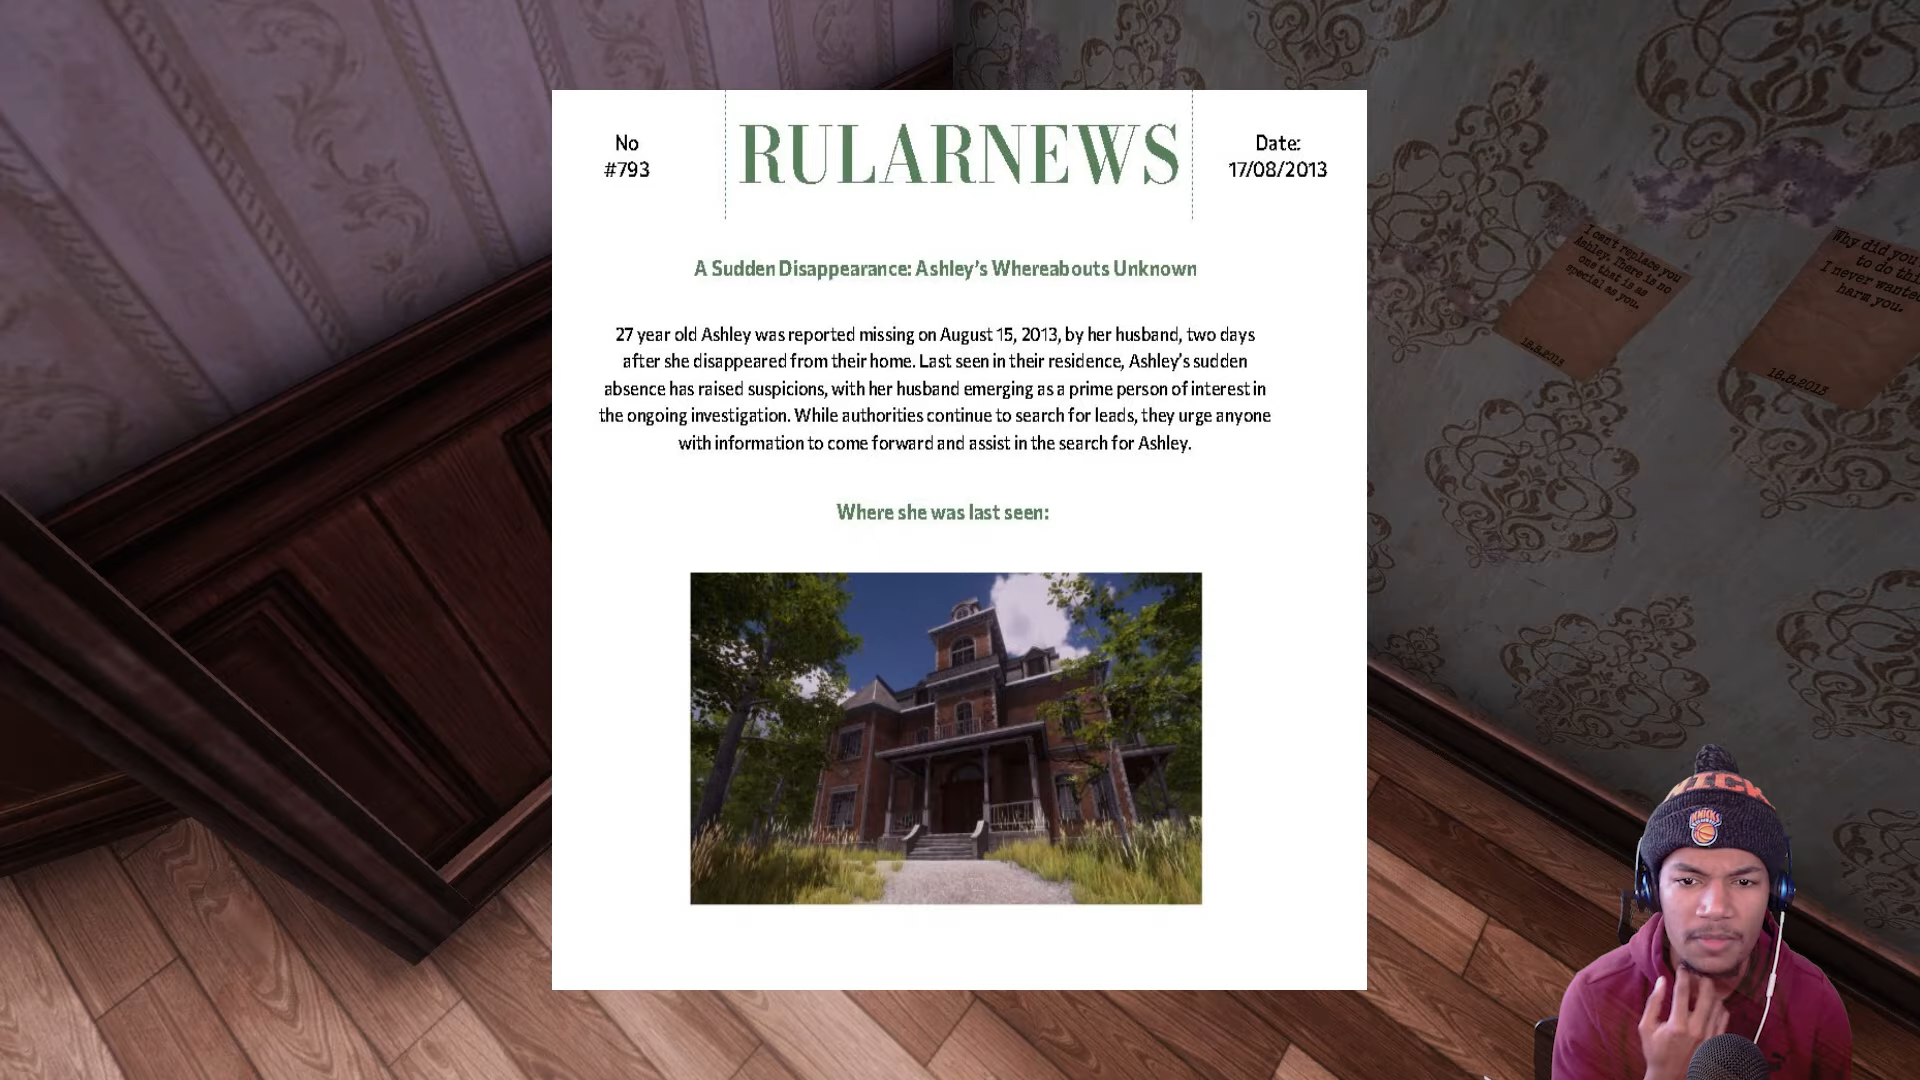 No
#793
RULARNEWS
Date:
17/08/2013
A Sudden Disappearance: Ashley's Whereabouts Unknown
27 year old Ashley was reported missing on August 15, 2013, by her husband, two days
after she disappeared from their home. Last seen in their residence, Ashley's sudden
absence has raised suspicions, with her husband emerging as a prime person of interest in
the ongoing investigation. While authorities continue to search for leads, they urge anyone
with information to come forward and assist in the search for Ashley.
Where she was last seen:
I can't replace you
Ashley. There is no
one that is as
special as you.
18.8.2013
Why did you
to do thi
I never wante
harm you.
18.8.2013